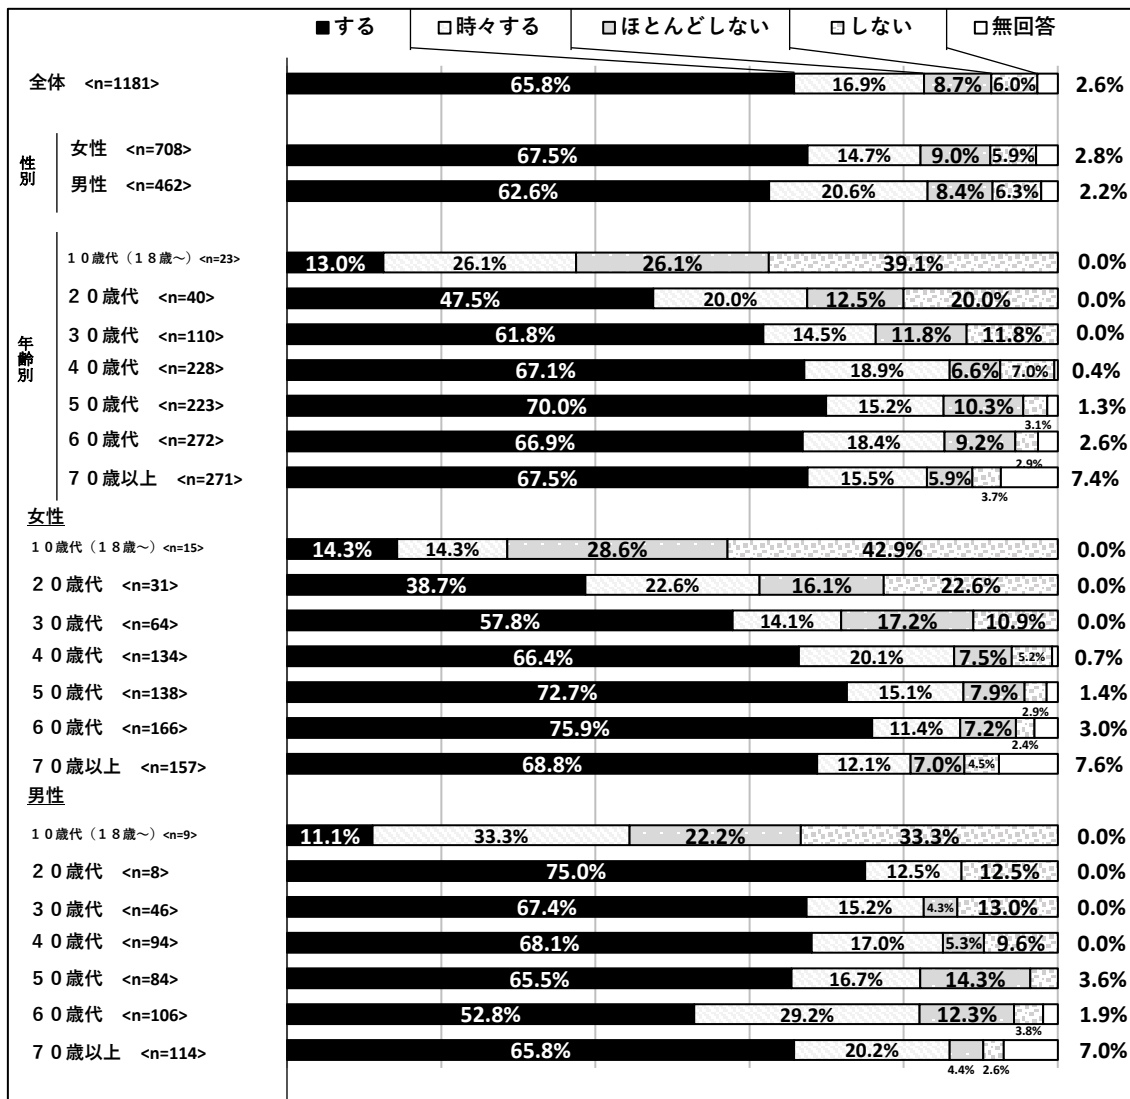 ■する □時々する □ほとんどしない □しない □無回答
全体 <n=1181> 65.8% 16.9% 8.7% 6.0% 2.6%
性別
女性 <n=708> 67.5% 14.7% 9.0% 5.9% 2.8%
男性 <n=462> 62.6% 20.6% 8.4% 6.3% 2.2%
年齢別
10歳代（18歳～）<n=23> 13.0% 26.1% 26.1% 39.1% 0.0%
20歳代 <n=40> 47.5% 20.0% 12.5% 20.0% 0.0%
30歳代 <n=110> 61.8% 14.5% 11.8% 11.8% 0.0%
40歳代 <n=228> 67.1% 18.9% 6.6% 7.0% 0.4%
50歳代 <n=223> 70.0% 15.2% 10.3% 3.1% 1.3%
60歳代 <n=272> 66.9% 18.4% 9.2% 2.9% 2.6%
70歳以上 <n=271> 67.5% 15.5% 5.9% 3.7% 7.4%
女性
10歳代（18歳～）<n=15> 14.3% 14.3% 28.6% 42.9% 0.0%
20歳代 <n=31> 38.7% 22.6% 16.1% 22.6% 0.0%
30歳代 <n=64> 57.8% 14.1% 17.2% 10.9% 0.0%
40歳代 <n=134> 66.4% 20.1% 7.5% 5.2% 0.7%
50歳代 <n=138> 72.7% 15.1% 7.9% 2.9% 1.4%
60歳代 <n=166> 75.9% 11.4% 7.2% 2.4% 3.0%
70歳以上 <n=157> 68.8% 12.1% 7.0% 4.5% 7.6%
男性
10歳代（18歳～）<n=9> 11.1% 33.3% 22.2% 33.3% 0.0%
20歳代 <n=8> 75.0% 12.5% 12.5% 0.0%
30歳代 <n=46> 67.4% 15.2% 4.3% 13.0% 0.0%
40歳代 <n=94> 68.1% 17.0% 5.3% 9.6% 0.0%
50歳代 <n=84> 65.5% 16.7% 14.3% 3.6%
60歳代 <n=106> 52.8% 29.2% 12.3% 3.8% 1.9%
70歳以上 <n=114> 65.8% 20.2% 4.4% 2.6% 7.0%